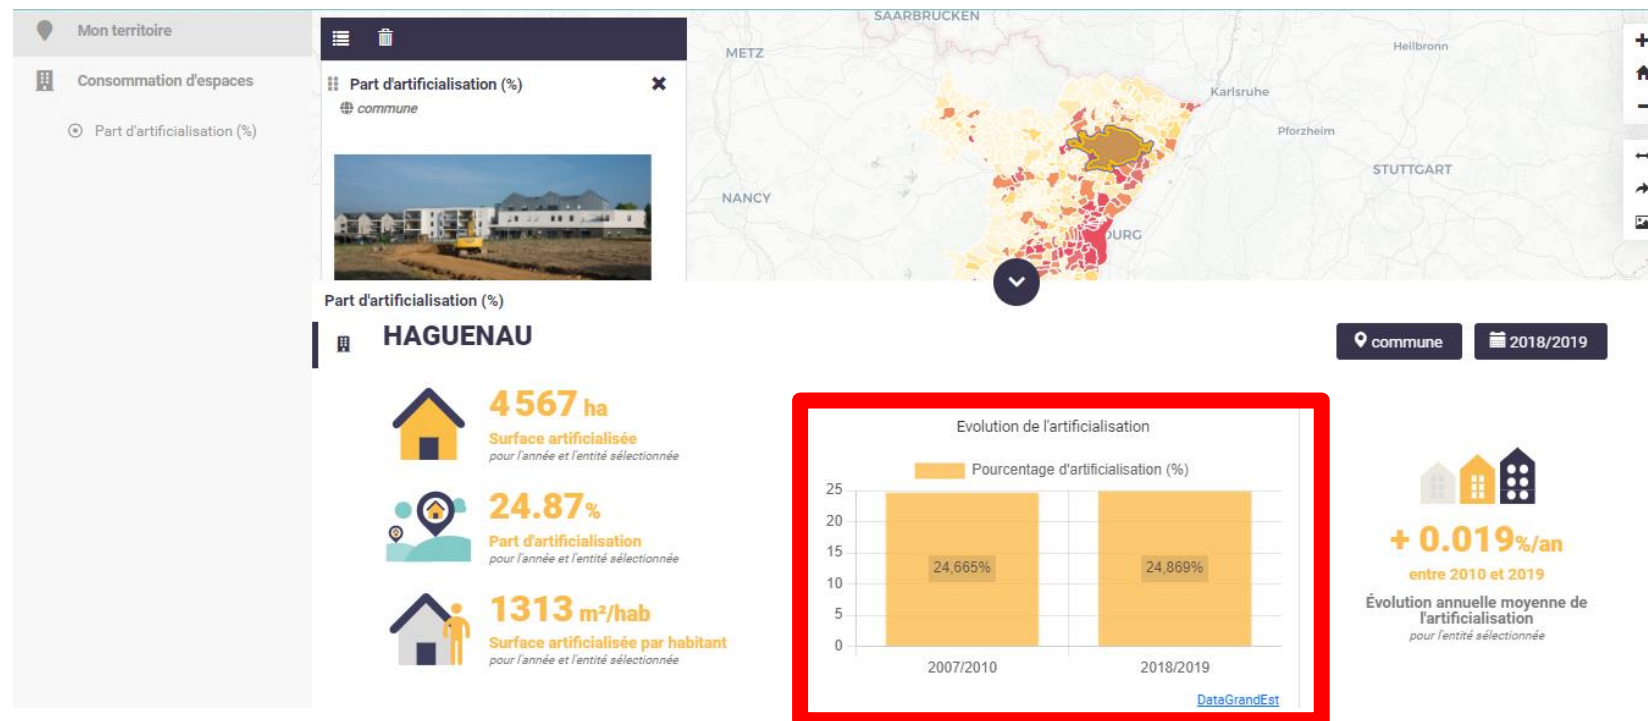 Mon territoire
Consommation d'espaces
Part d'artificialisation (%)
Part d'artificialisation (%)
commune
SAARBRÜCKEN
METZ
Heilbronn
Karlsruhe
Pforzheim
STUTTGART
NANCY
OURG
Part d'artificialisation (%)
HAGUENAU
commune
2018/2019
4 567 ha
Surface artificialisée
pour l'année et l'entité sélectionnée
24.87%
Part d'artificialisation
pour l'année et l'entité sélectionnée
1313 m²/hab
Surface artificialisée par habitant
pour l'année et l'entité sélectionnée
Evolution de l'artificialisation
Pourcentage d'artificialisation (%)
25
20
15
10
5
0
24,665%
24,869%
2007/2010
2018/2019
DataGrandEst
+ 0.019%/an
entre 2010 et 2019
Évolution annuelle moyenne de
l'artificialisation
pour l'entité sélectionnée